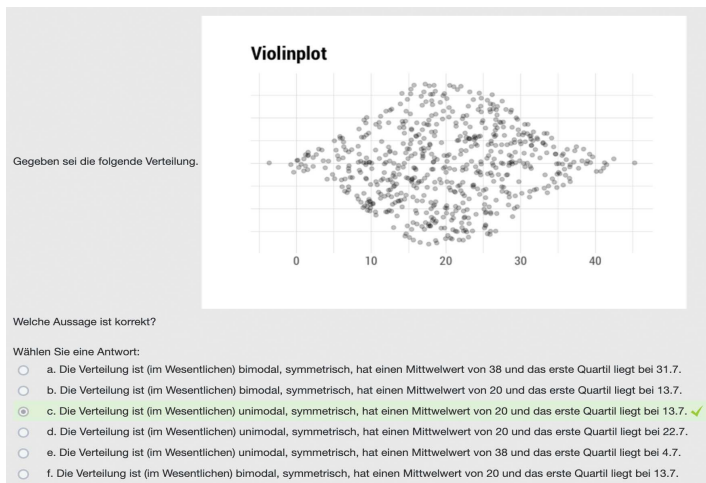 Violinplot
Gegeben sei die folgende Verteilung.
0 10 20 30 40
Welche Aussage ist korrekt?
Wählen Sie eine Antwort:
a. Die Verteilung ist (im Wesentlichen) bimodal, symmetrisch, hat einen Mittwelwert von 38 und das erste Quartil liegt bei 31.7.
b. Die Verteilung ist (im Wesentlichen) bimodal, symmetrisch, hat einen Mittwelwert von 20 und das erste Quartil liegt bei 13.7.
c. Die Verteilung ist (im Wesentlichen) unimodal, symmetrisch, hat einen Mittwelwert von 20 und das erste Quartil liegt bei 13.7.
d. Die Verteilung ist (im Wesentlichen) unimodal, symmetrisch, hat einen Mittwelwert von 20 und das erste Quartil liegt bei 22.7.
e. Die Verteilung ist (im Wesentlichen) unimodal, symmetrisch, hat einen Mittwelwert von 38 und das erste Quartil liegt bei 4.7.
f. Die Verteilung ist (im Wesentlichen) bimodal, symmetrisch, hat einen Mittwelwert von 20 und das erste Quartil liegt bei 13.7.